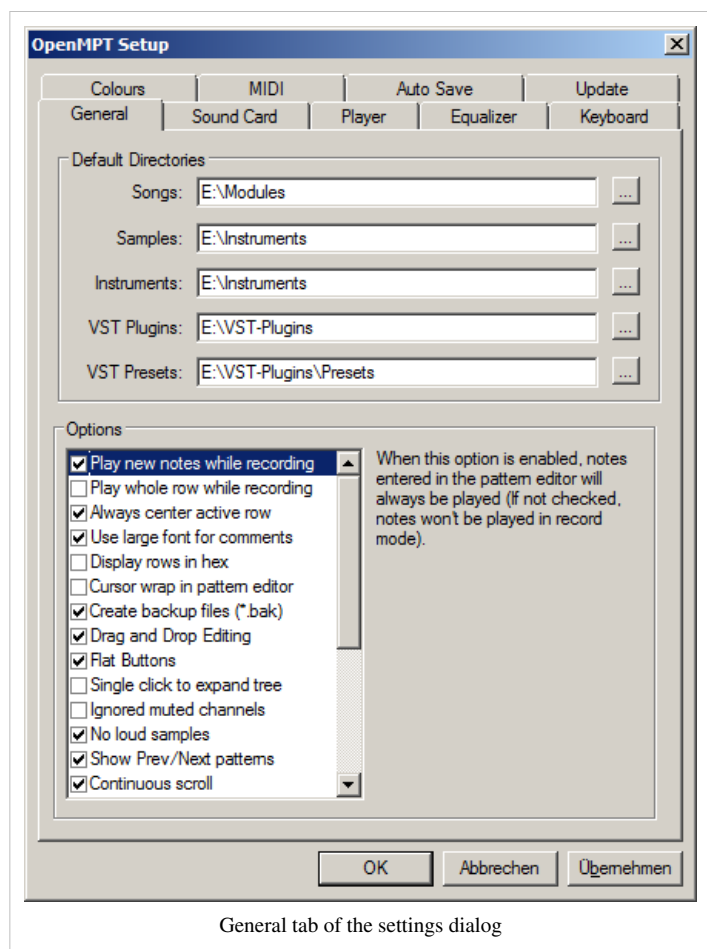 OpenMPT Setup
Colours MIDI Auto Save Update
General Sound Card Player Equalizer Keyboard
Default Directories
Songs: E:\Modules ...
Samples: E:\Instruments ...
Instruments: E:\Instruments ...
VST Plugins: E:\VST-Plugins ...
VST Presets: E:\VST-Plugins\Presets ...
Options
Play new notes while recording
Play whole row while recording
Always center active row
Use large font for comments
Display rows in hex
Cursor wrap in pattern editor
Create backup files (*.bak)
Drag and Drop Editing
Flat Buttons
Single click to expand tree
Ignored muted channels
No loud samples
Show Prev/Next patterns
Continuous scroll
When this option is enabled, notes
entered in the pattern editor will
always be played (If not checked,
notes won't be played in record
mode).
OK Abbrechen Übernehmen
General tab of the settings dialog